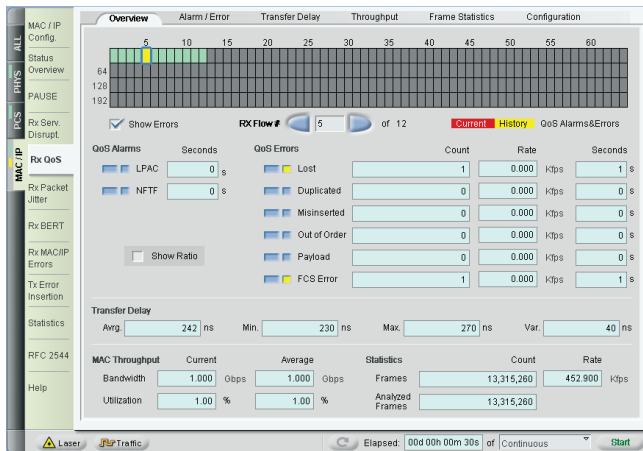 Overview Alarm / Error Transfer Delay Throughput Frame Statistics Configuration
ALL
PHYS
PCS
MAC / IP
MAC / IP
Config.
Status
Overview
PAUSE
Rx Serv.
Disrupt.
Rx QoS
Rx Packet
Jitter
Rx BERT
Rx MAC/IP
Errors
Tx Error
Insertion
Statistics
RFC 2544
Help
5 10 15 20 25 30 35 40 45 50 55 60
64
128
192
Show Errors RX Flow # 5 of 12 Current History QoS Alarms&Errors
QoS Alarms Seconds QoS Errors Count Rate Seconds
LPAC 0 s Lost 1 0.000 Kfps 1 s
NFTF 0 s Duplicated 0 0.000 Kfps 0 s
Misinserted 0 0.000 Kfps 0 s
Out of Order 0 0.000 Kfps 0 s
Show Ratio Payload 0 0.000 Kfps 0 s
FCS Error 1 0.000 Kfps 1 s
Transfer Delay
Avrg. 242 ns Min. 230 ns Max. 270 ns Var. 40 ns
MAC Throughput Current Average Statistics Count Rate
Bandwidth 1.000 Gbps 1.000 Gbps Frames 13,315,260 452.900 Kfps
Utilization 1.00 % 1.00 % Analyzed Frames 13,315,260
Laser Traffic Elapsed: 00d 00h 00m 30s of Continuous Start